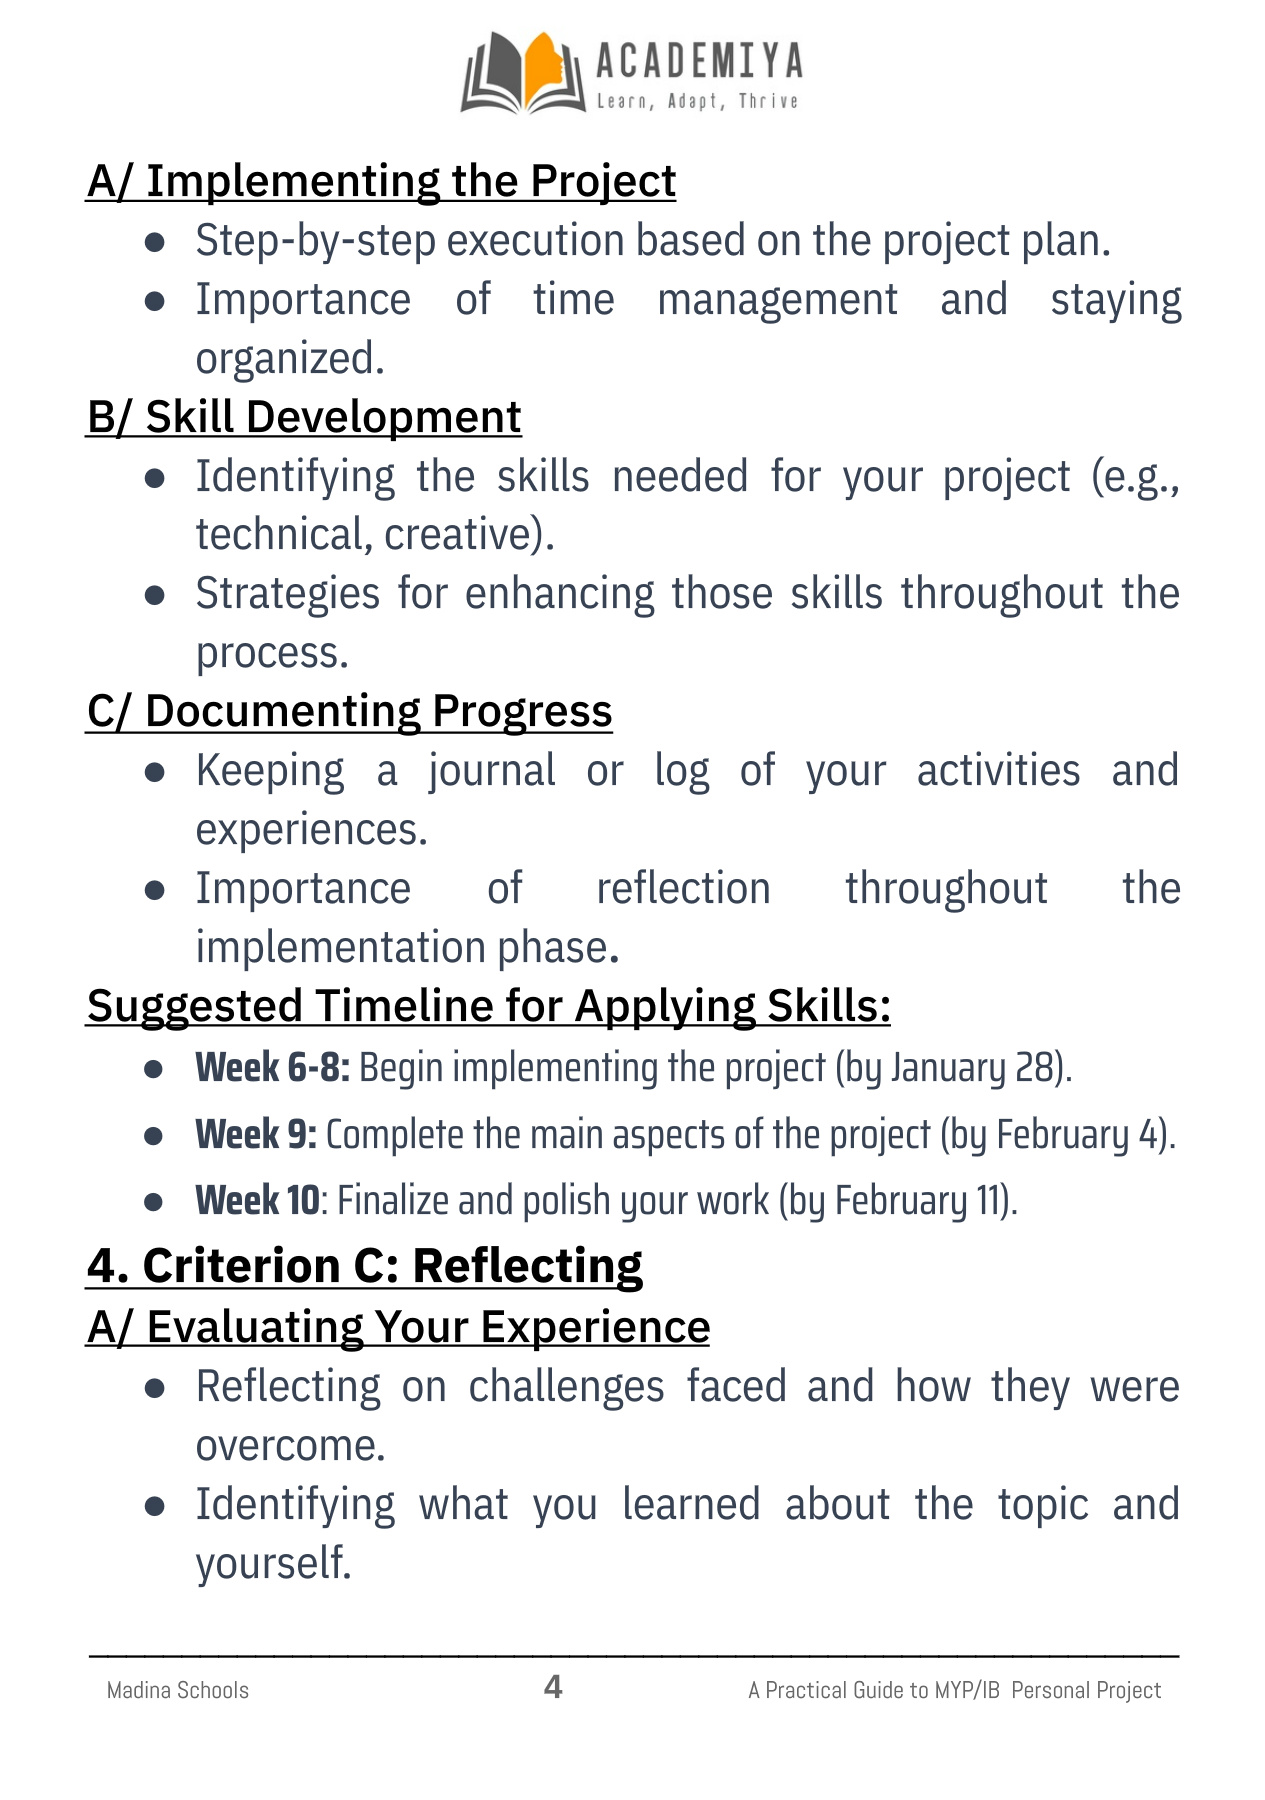 ACADEMIYA
Learn, Adapt, Thrive
A/ Implementing the Project
● Step-by-step execution based on the project plan.
● Importance of time management and staying
organized.
B/ Skill Development
● Identifying the skills needed for your project (e.g.,
technical, creative).
● Strategies for enhancing those skills throughout the
process.
C/ Documenting Progress
● Keeping a journal or log of your activities and
experiences.
● Importance of reflection throughout the
implementation phase.
Suggested Timeline for Applying Skills:
● Week 6-8: Begin implementing the project (by January 28).
● Week 9: Complete the main aspects of the project (by February 4).
● Week 10: Finalize and polish your work (by February 11).
4. Criterion C: Reflecting
A/ Evaluating Your Experience
● Reflecting on challenges faced and how they were
overcome.
● Identifying what you learned about the topic and
yourself.
Madina Schools 4 A Practical Guide to MYP/IB Personal Project